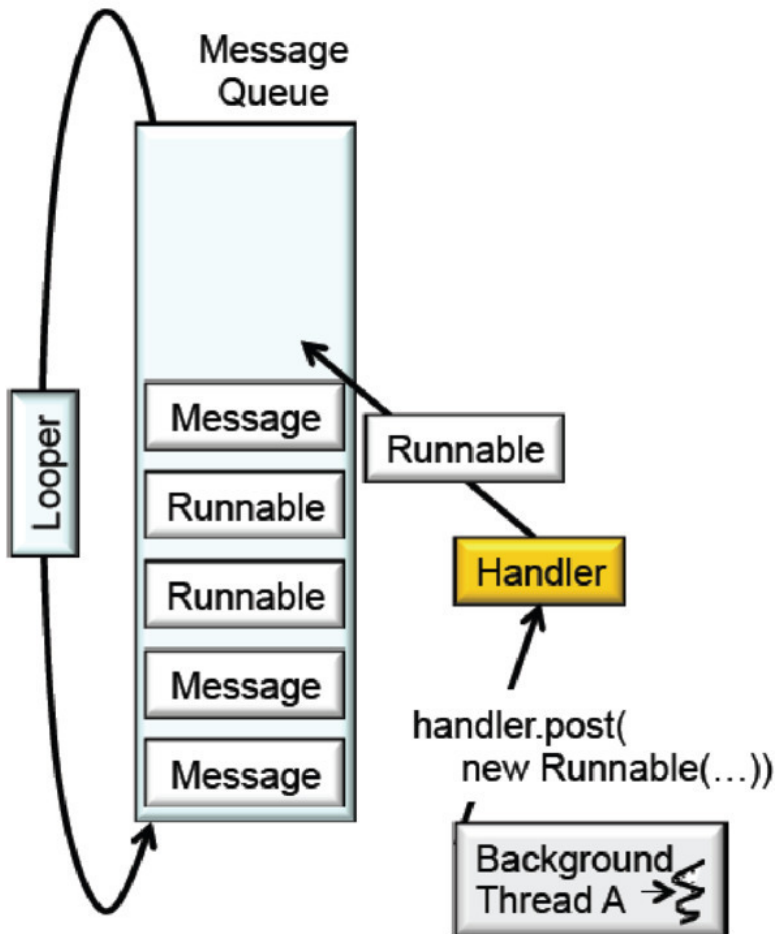 Message
Queue
Message
Runnable
Runnable
Message
Message
Looper
Runnable
Handler
handler.post(
new Runnable(...))
Background
Thread A